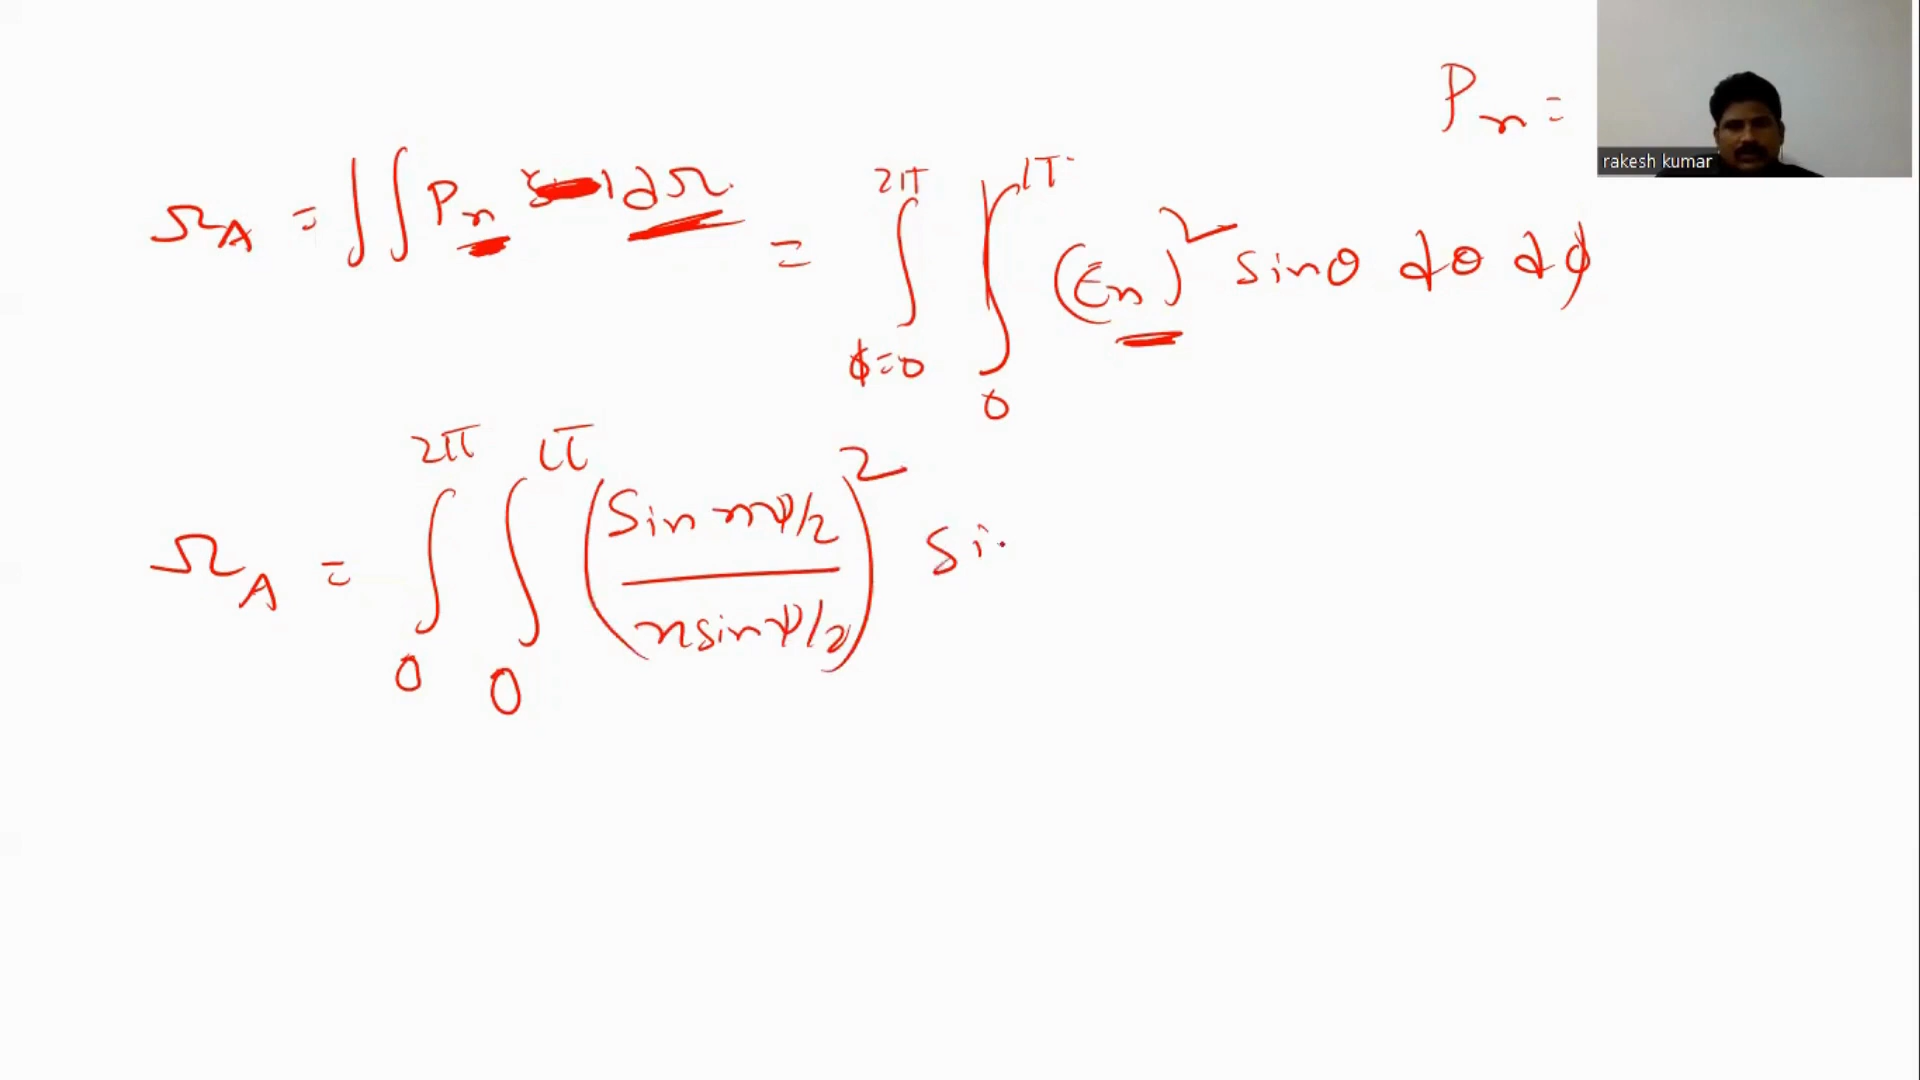 Pn =
rakesh kumar
ΩA = ∫∫ Pn dΩ = ∫_{φ=0}^{2π} ∫_{0}^{π} (En)² sinθ dθ dφ
ΩA = ∫_{0}^{2π} ∫_{0}^{π} (Sin nψ/2 / n sin ψ/2)² Si